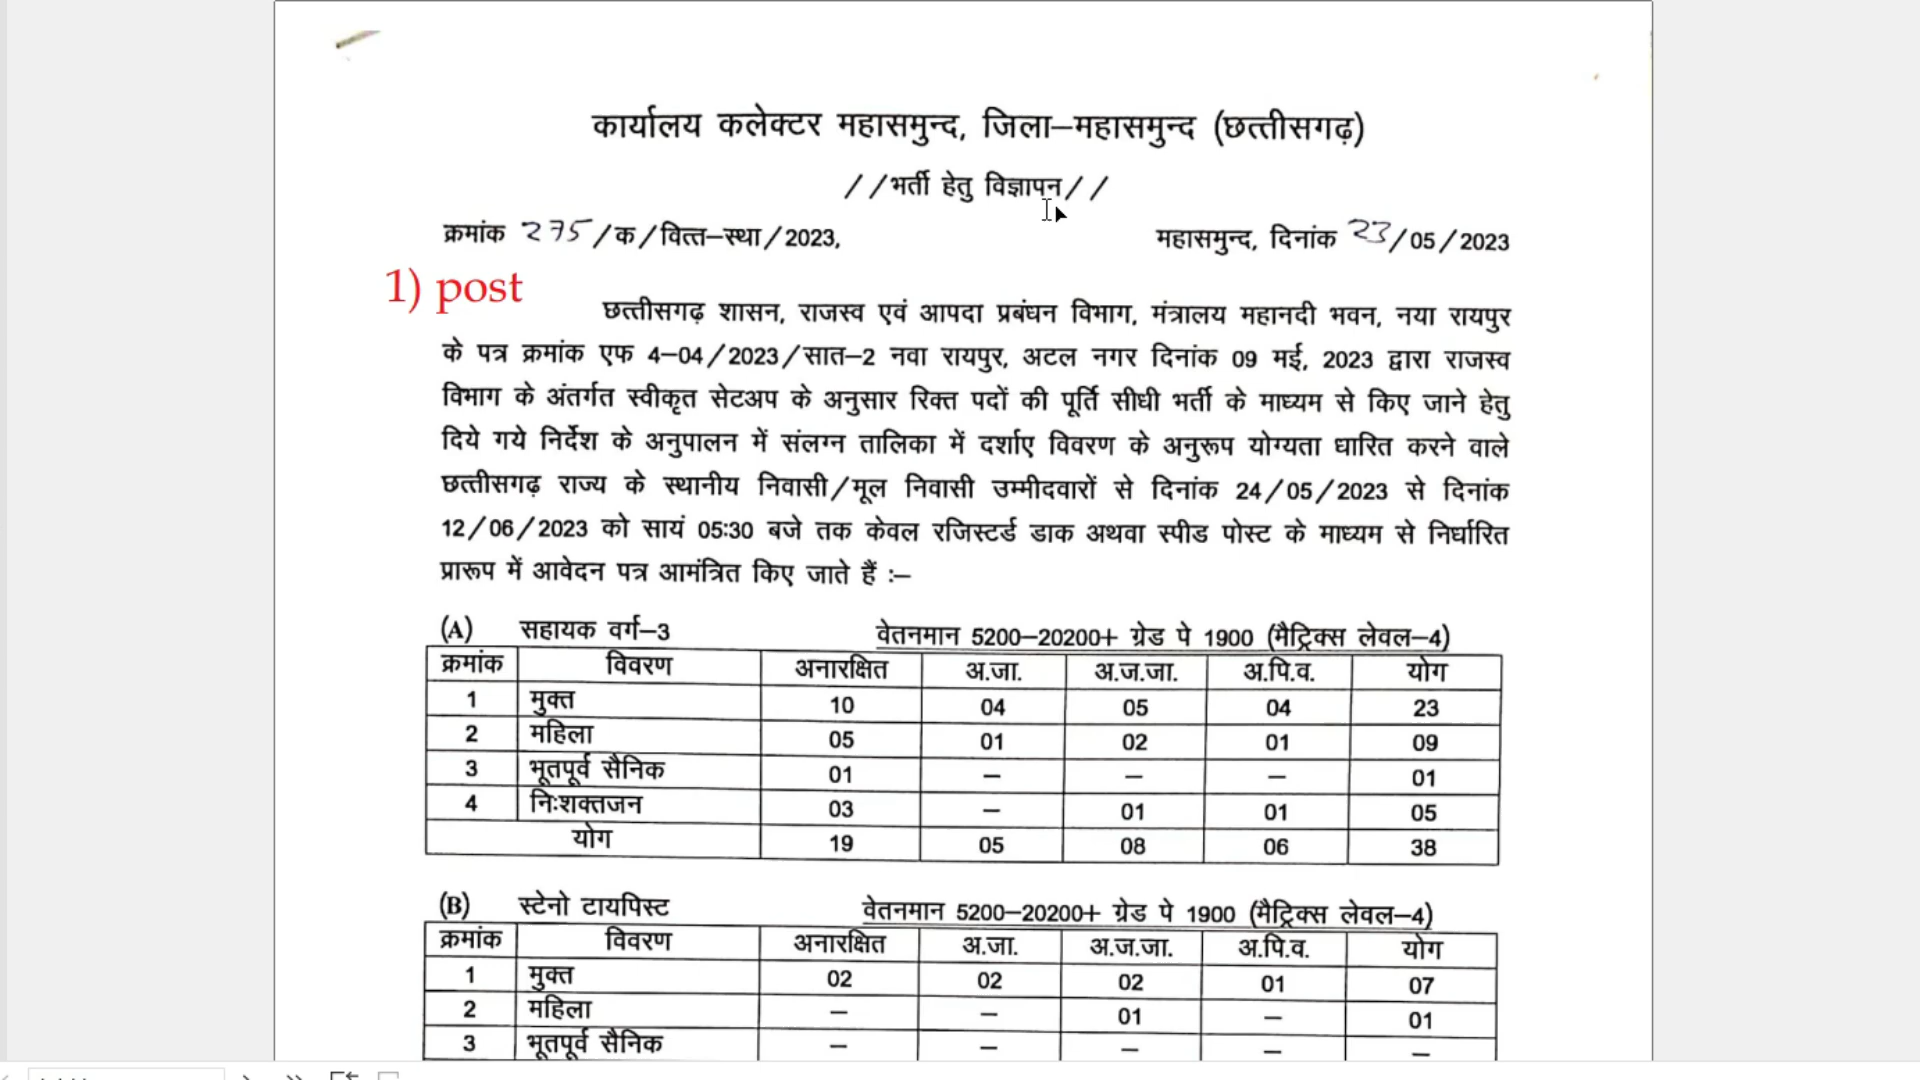 कार्यालय कलेक्टर महासमुन्द, जिला–महासमुन्द (छत्तीसगढ़)
//भर्ती हेतु विज्ञापन//
क्रमांक 275/क/वित्त–स्था/2023, महासमुन्द, दिनांक 23/05/2023
1) post
छत्तीसगढ़ शासन, राजस्व एवं आपदा प्रबंधन विभाग, मंत्रालय महानदी भवन, नया रायपुर
के पत्र क्रमांक एफ 4–04/2023/सात–2 नवा रायपुर, अटल नगर दिनांक 09 मई, 2023 द्वारा राजस्व
विभाग के अंतर्गत स्वीकृत सेटअप के अनुसार रिक्त पदों की पूर्ति सीधी भर्ती के माध्यम से किए जाने हेतु
दिये गये निर्देश के अनुपालन में संलग्न तालिका में दर्शाए विवरण के अनुरूप योग्यता धारित करने वाले
छत्तीसगढ़ राज्य के स्थानीय निवासी/मूल निवासी उम्मीदवारों से दिनांक 24/05/2023 से दिनांक
12/06/2023 को सायं 05:30 बजे तक केवल रजिस्टर्ड डाक अथवा स्पीड पोस्ट के माध्यम से निर्धारित
प्रारूप में आवेदन पत्र आमंत्रित किए जाते हैं :–
(A) सहायक वर्ग–3 वेतनमान 5200–20200+ ग्रेड पे 1900 (मैट्रिक्स लेवल–4)
क्रमांक विवरण अनारक्षित अ.जा. अ.ज.जा. अ.पि.व. योग
1 मुक्त 10 04 05 04 23
2 महिला 05 01 02 01 09
3 भूतपूर्व सैनिक 01 – – – 01
4 निःशक्तजन 03 – 01 01 05
योग 19 05 08 06 38
(B) स्टेनो टायपिस्ट वेतनमान 5200–20200+ ग्रेड पे 1900 (मैट्रिक्स लेवल–4)
क्रमांक विवरण अनारक्षित अ.जा. अ.ज.जा. अ.पि.व. योग
1 मुक्त 02 02 02 01 07
2 महिला – – 01 – 01
3 भूतपूर्व सैनिक – – – – –